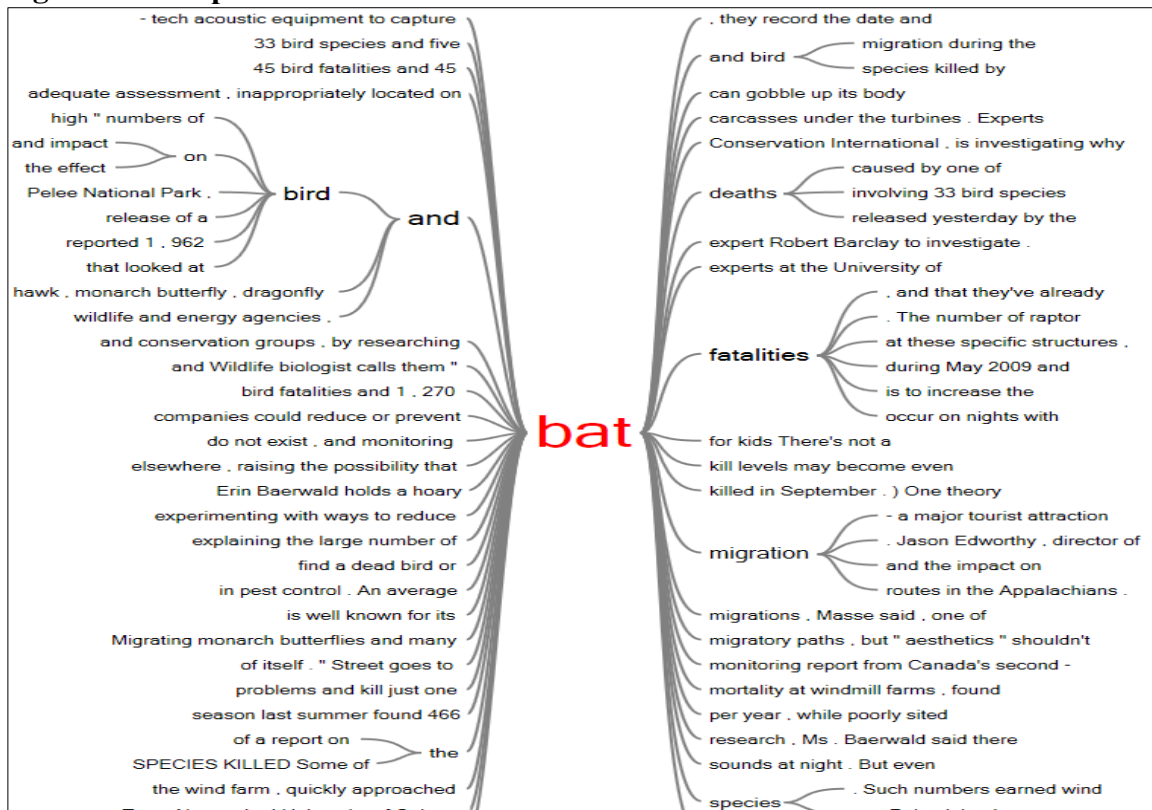 - tech acoustic equipment to capture
33 bird species and five
45 bird fatalities and 45
adequate assessment , inappropriately located on
high " numbers of
and impact
the effect
on
Pelee National Park ,
release of a
reported 1 , 962
that looked at
bird
hawk , monarch butterfly , dragonfly
wildlife and energy agencies ,
and
and conservation groups , by researching
and Wildlife biologist calls them "
bird fatalities and 1 , 270
companies could reduce or prevent
do not exist , and monitoring
elsewhere , raising the possibility that
Erin Baerwald holds a hoary
experimenting with ways to reduce
explaining the large number of
find a dead bird or
in pest control . An average
is well known for its
Migrating monarch butterflies and many
of itself . " Street goes to
problems and kill just one
season last summer found 466
of a report on
SPECIES KILLED Some of
the
the wind farm , quickly approached
bat
, they record the date and
and bird
migration during the
species killed by
can gobble up its body
carcasses under the turbines . Experts
Conservation International , is investigating why
deaths
caused by one of
involving 33 bird species
released yesterday by the
expert Robert Barclay to investigate .
experts at the University of
fatalities
, and that they've already
. The number of raptor
at these specific structures ,
during May 2009 and
is to increase the
occur on nights with
for kids There's not a
kill levels may become even
killed in September . ) One theory
migration
- a major tourist attraction
. Jason Edworthy , director of
and the impact on
routes in the Appalachians .
migrations , Masse said , one of
migratory paths , but " aesthetics " shouldn't
monitoring report from Canada's second -
mortality at windmill farms , found
per year , while poorly sited
research , Ms . Baerwald said there
sounds at night . But even
species
. Such numbers earned wind